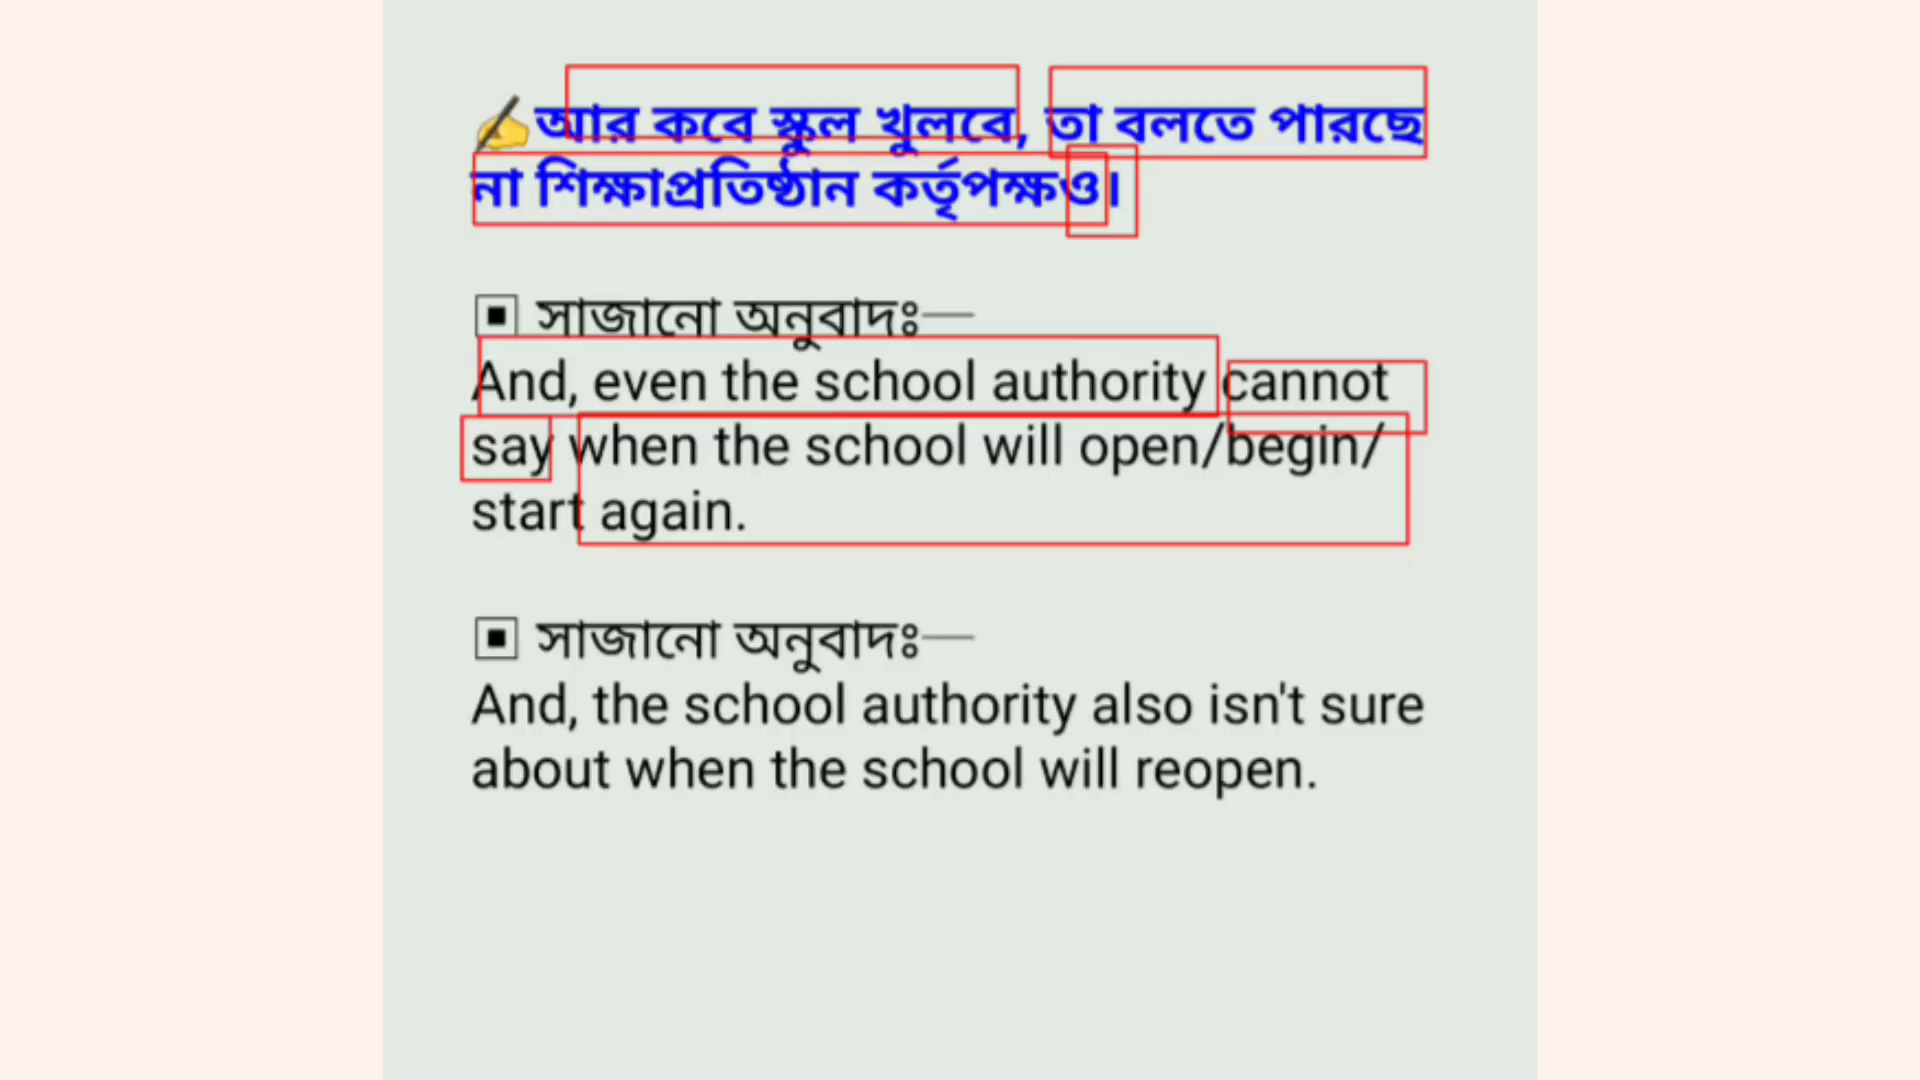 ✍আর কবে স্কুল খুলবে, তা বলতে পারছে
না শিক্ষাপ্রতিষ্ঠান কর্তৃপক্ষও।
▣ সাজানো অনুবাদঃ—
And, even the school authority cannot
say when the school will open/begin/
start again.
▣ সাজানো অনুবাদঃ—
And, the school authority also isn't sure
about when the school will reopen.